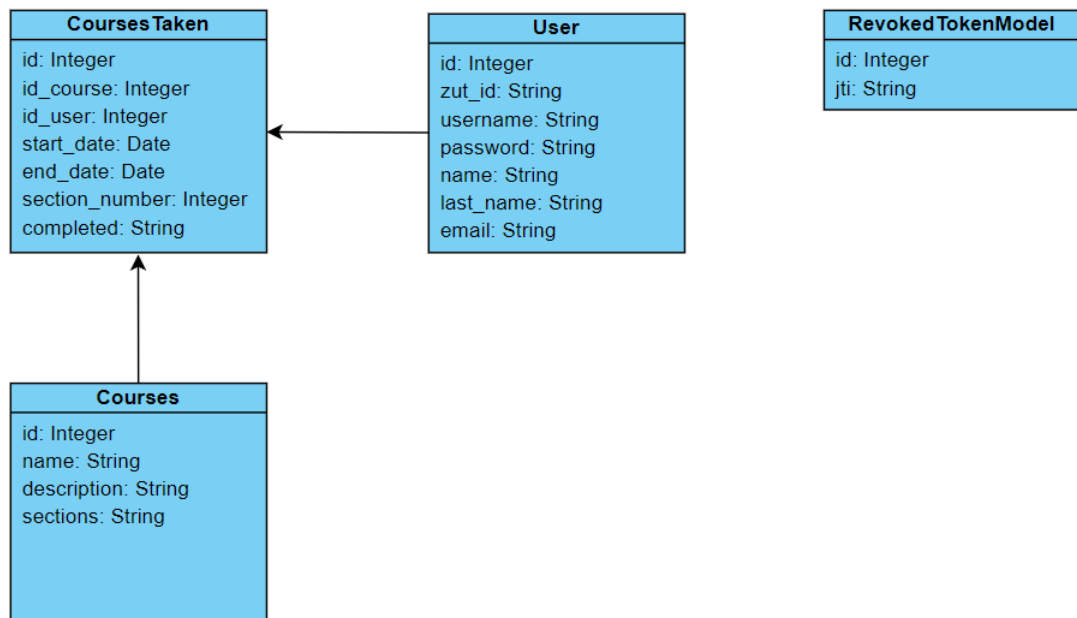 CoursesTaken
id: Integer
id_course: Integer
id_user: Integer
start_date: Date
end_date: Date
section_number: Integer
completed: String
User
id: Integer
zut_id: String
username: String
password: String
name: String
last_name: String
email: String
RevokedTokenModel
id: Integer
jti: String
Courses
id: Integer
name: String
description: String
sections: String